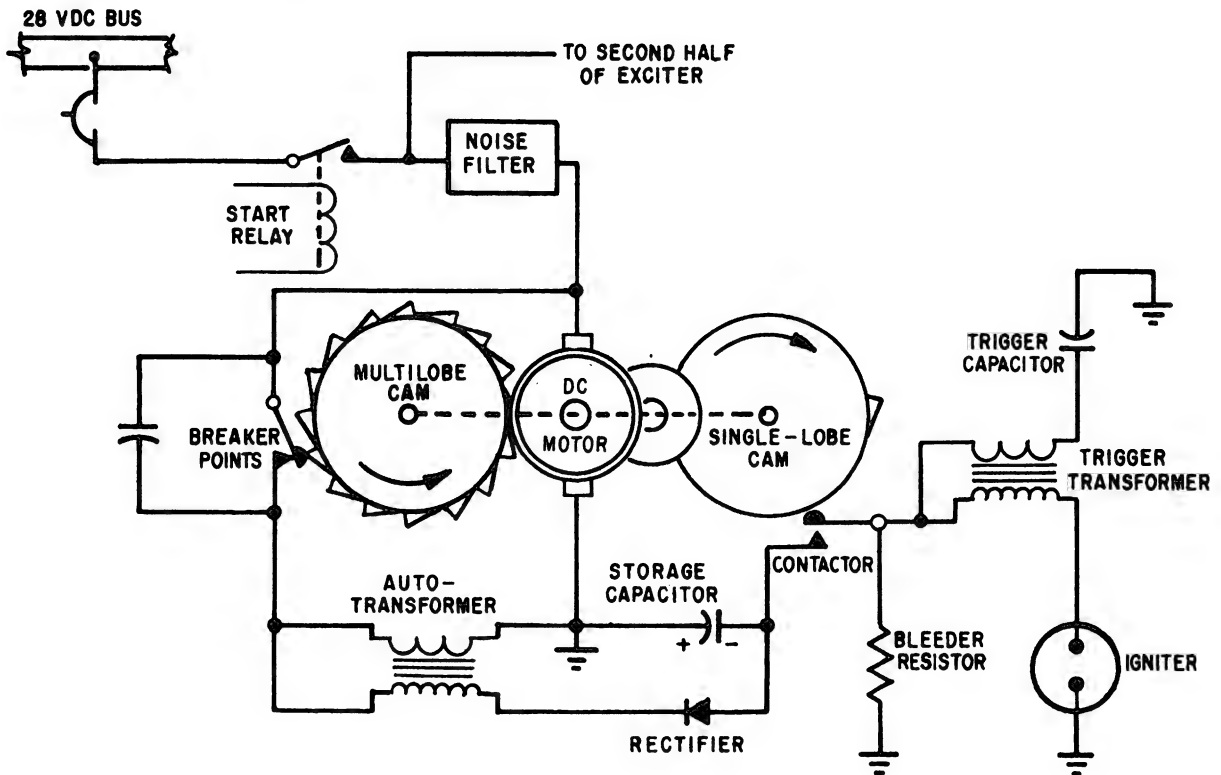 28 VDC BUS
TO SECOND HALF
OF EXCITER
NOISE
FILTER
START
RELAY
TRIGGER
CAPACITOR
MULTILOBE
CAM
DC
MOTOR
BREAKER
POINTS
SINGLE-LOBE
CAM
TRIGGER
TRANSFORMER
CONTACTOR
AUTO-
TRANSFORMER
STORAGE
CAPACITOR
+ -
BLEEDER
RESISTOR
IGNITER
RECTIFIER